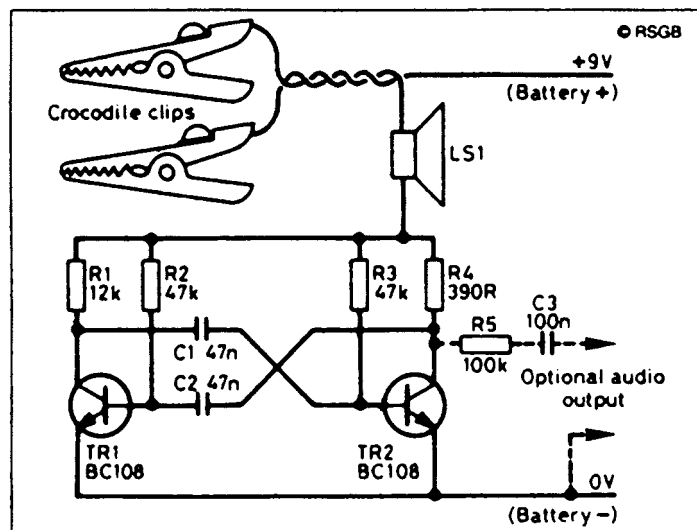 © RSGB
+9V
(Battery+)
Crocodile clips
LS1
R1
12k
R2
47k
R3
47k
R4
390R
C3
100n
R5
100k
C1 47n
C2 47n
Optional audio
output
TR1
BC108
TR2
BC108
0V
(Battery-)